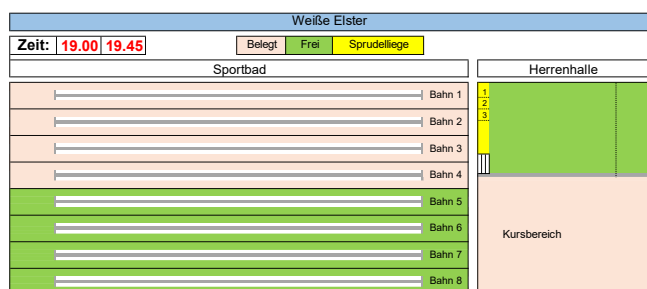 Weiße Elster
Zeit: 19.00 19.45 Belegt Frei Sprudelliege
Sportbad Herrenhalle
Bahn 1
Bahn 2
Bahn 3
Bahn 4
Bahn 5
Bahn 6
Bahn 7
Bahn 8
1
2
3
Kursbereich